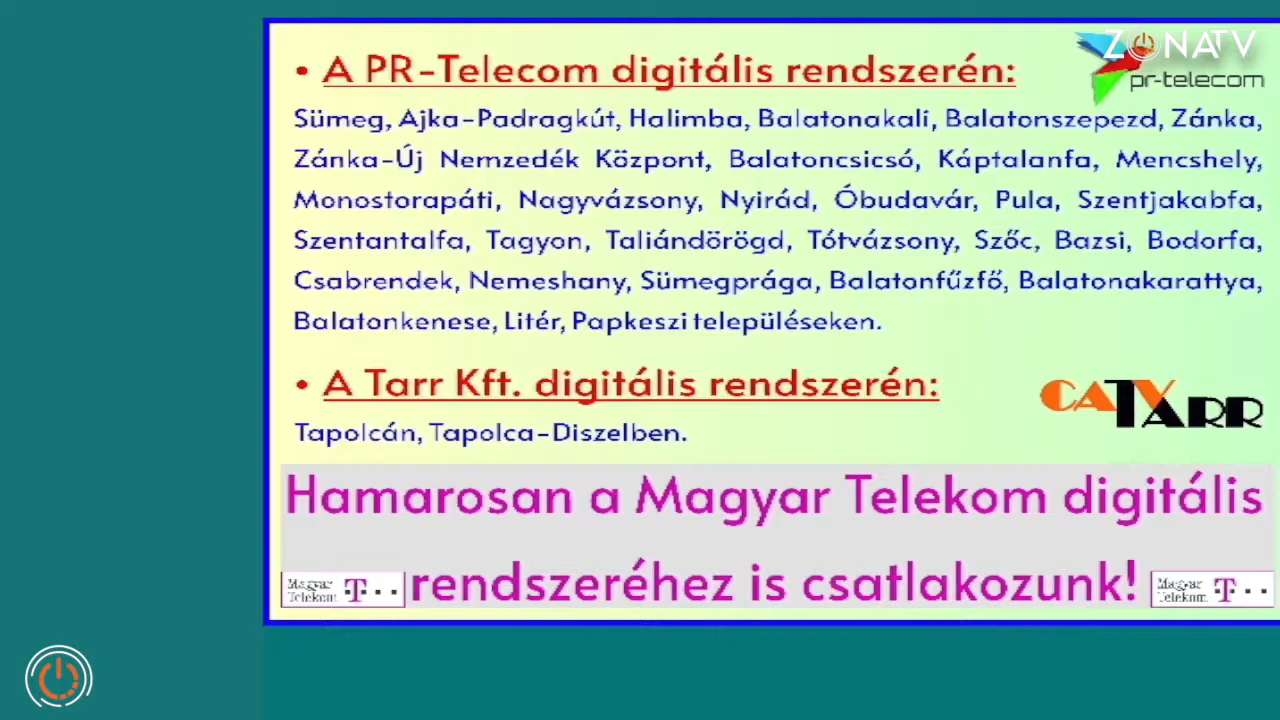 • A PR-Telecom digitális rendszerén:
ZONATV
pr-telecom
Sümeg, Ajka-Padragkút, Halimba, Balatonakali, Balatonszepezd, Zánka,
Zánka-Új Nemzedék Központ, Balatoncsicsó, Káptalanfa, Mencshely,
Monostorapáti, Nagyvázsony, Nyirád, Óbudavár, Pula, Szentjakabfa,
Szentantalfa, Tagyon, Taliándörögd, Tótvázsony, Szőc, Bazsi, Bodorfa,
Csabrendek, Nemeshany, Sümegprága, Balatonfűzfő, Balatonakarattya,
Balatonkenese, Litér, Papkeszi településeken.
• A Tarr Kft. digitális rendszerén:
CATV
TARR
Tapolcán, Tapolca-Diszelben.
Hamarosan a Magyar Telekom digitális
Magyar Telekom T rendszeréhez is csatlakozunk! Magyar Telekom T